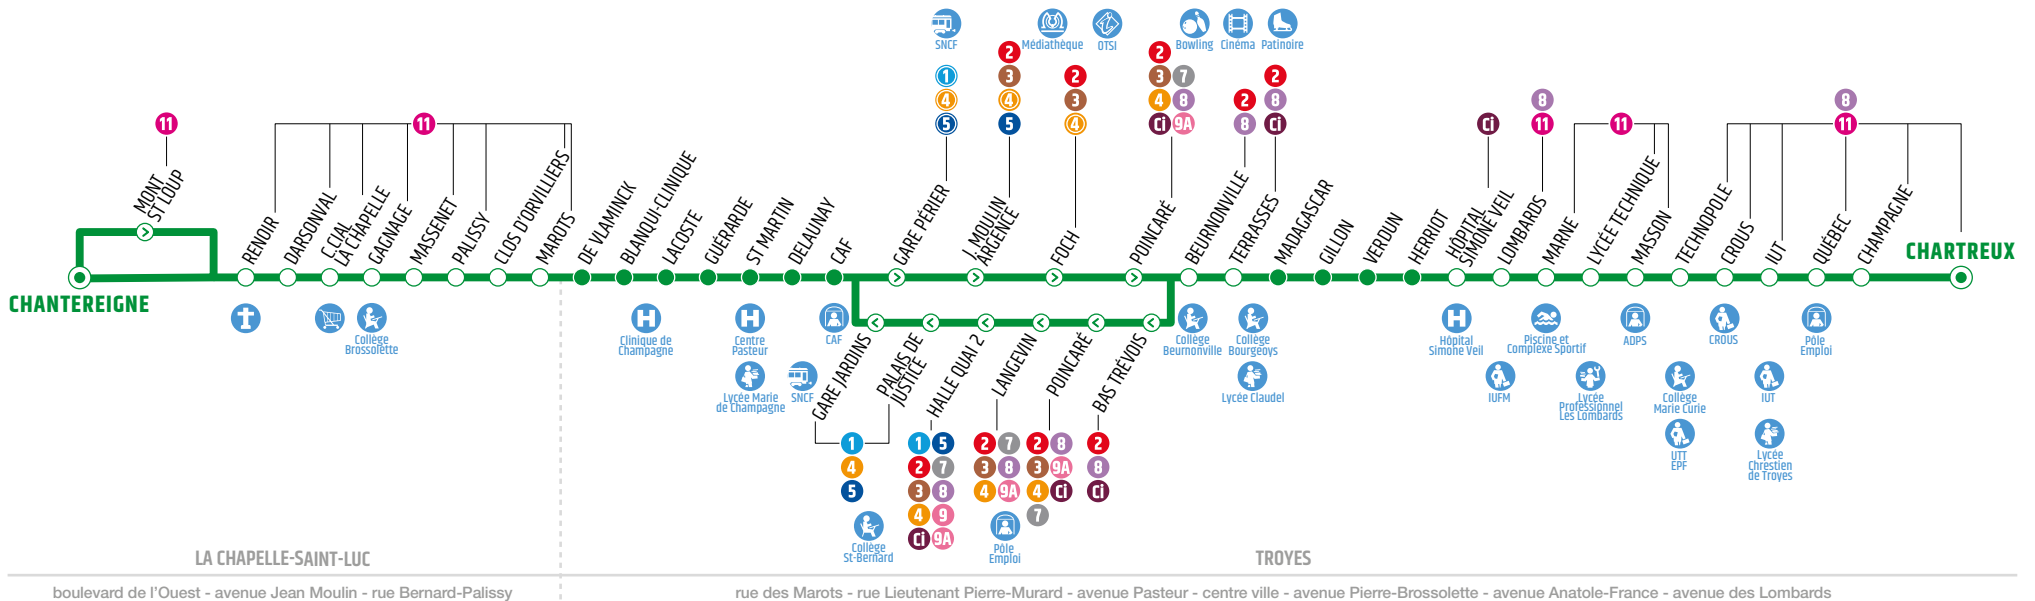 SNCF
Médiathèque
OTSI
Bowling
Cinéma
Patinoire
2
2
1
3
2
3
7
2
4
4
3
4
8
2
8
8
11
11
5
5
4
Ci
9A
8
Ci
Ci
11
11
11
MONT
ST LOUP
RENOIR
DARSONVAL
C. CIAL
LA CHAPELLE
GAGNAGE
MASSENET
PALISSY
CLOS D'ORVILLIERS
MAROTS
DE VLAMINCK
BLANQUI-CLINIQUE
LACOSTE
GUÉRARDE
ST MARTIN
DELAUNAY
CAF
GARE PÉRIER
J. MOULIN
ARGENCE
FOCH
POINCARÉ
BEURNONVILLE
TERRASSES
MADAGASCAR
GILLON
VERDUN
HERRIOT
HÔPITAL
SIMONE VEIL
LOMBARDS
MARNE
LYCÉE TECHNIQUE
MASSON
TECHNOPOLE
CROUS
IUT
QUÉBEC
CHAMPAGNE
CHARTREUX
CHANTEREIGNE
Collège
Brossolette
Clinique de
Champagne
Centre
Pasteur
CAF
Lycée Marie
de Champagne
SNCF
Collège
Beurnonville
Collège
Bourgeoys
Lycée Claudel
Hôpital
Simone Veil
IUFM
Piscine et
Complexe Sportif
Lycée
Professionnel
Les Lombards
ADPS
Collège
Marie Curie
UTT
EPF
CROUS
IUT
Lycée
Chrestien
de Troyes
Pôle
Emploi
GARE JARDINS
PALAIS DE
JUSTICE
HALLE QUAI 2
LANGEVIN
POINCARÉ
BAS TRÉVOIS
1
1 5
2 7
2 8
2
4
2 7
3 8
3 9A
8
5
3 8
4 9A
4 Ci
Ci
4 9
7
Ci 9A
Collège
St-Bernard
Pôle
Emploi
LA CHAPELLE-SAINT-LUC
TROYES
boulevard de l'Ouest - avenue Jean Moulin - rue Bernard-Palissy
rue des Marots - rue Lieutenant Pierre-Murard - avenue Pasteur - centre ville - avenue Pierre-Brossolette - avenue Anatole-France - avenue des Lombards